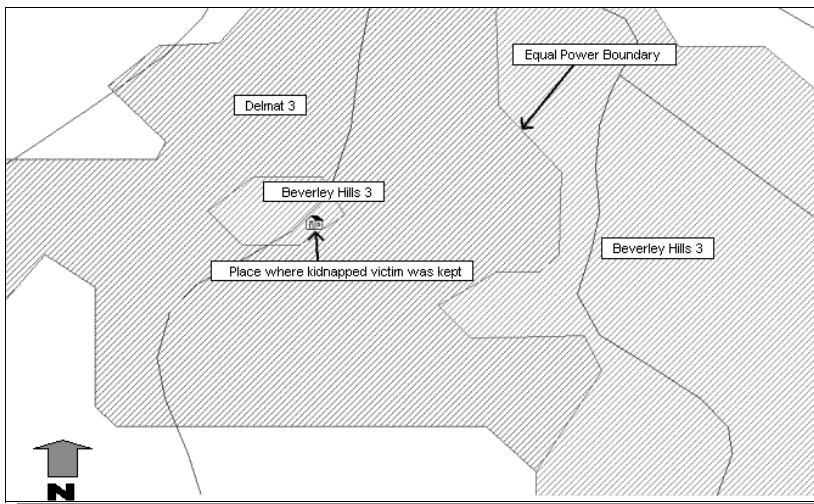 Equal Power Boundary
Delmat 3
Beverley Hills 3
Beverley Hills 3
Place where kidnapped victim was kept
N